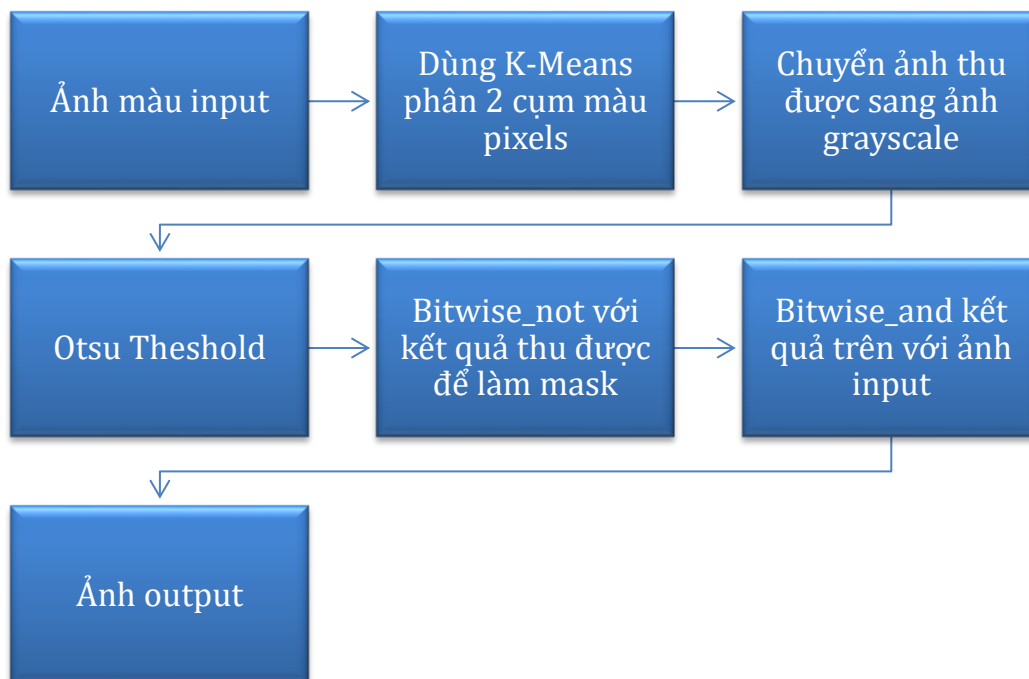 Ảnh màu input
Dùng K-Means
phân 2 cụm màu
pixels
Chuyển ảnh thu
được sang ảnh
grayscale
Otsu Theshold
Bitwise_not với
kết quả thu được
để làm mask
Bitwise_and kết
quả trên với ảnh
input
Ảnh output